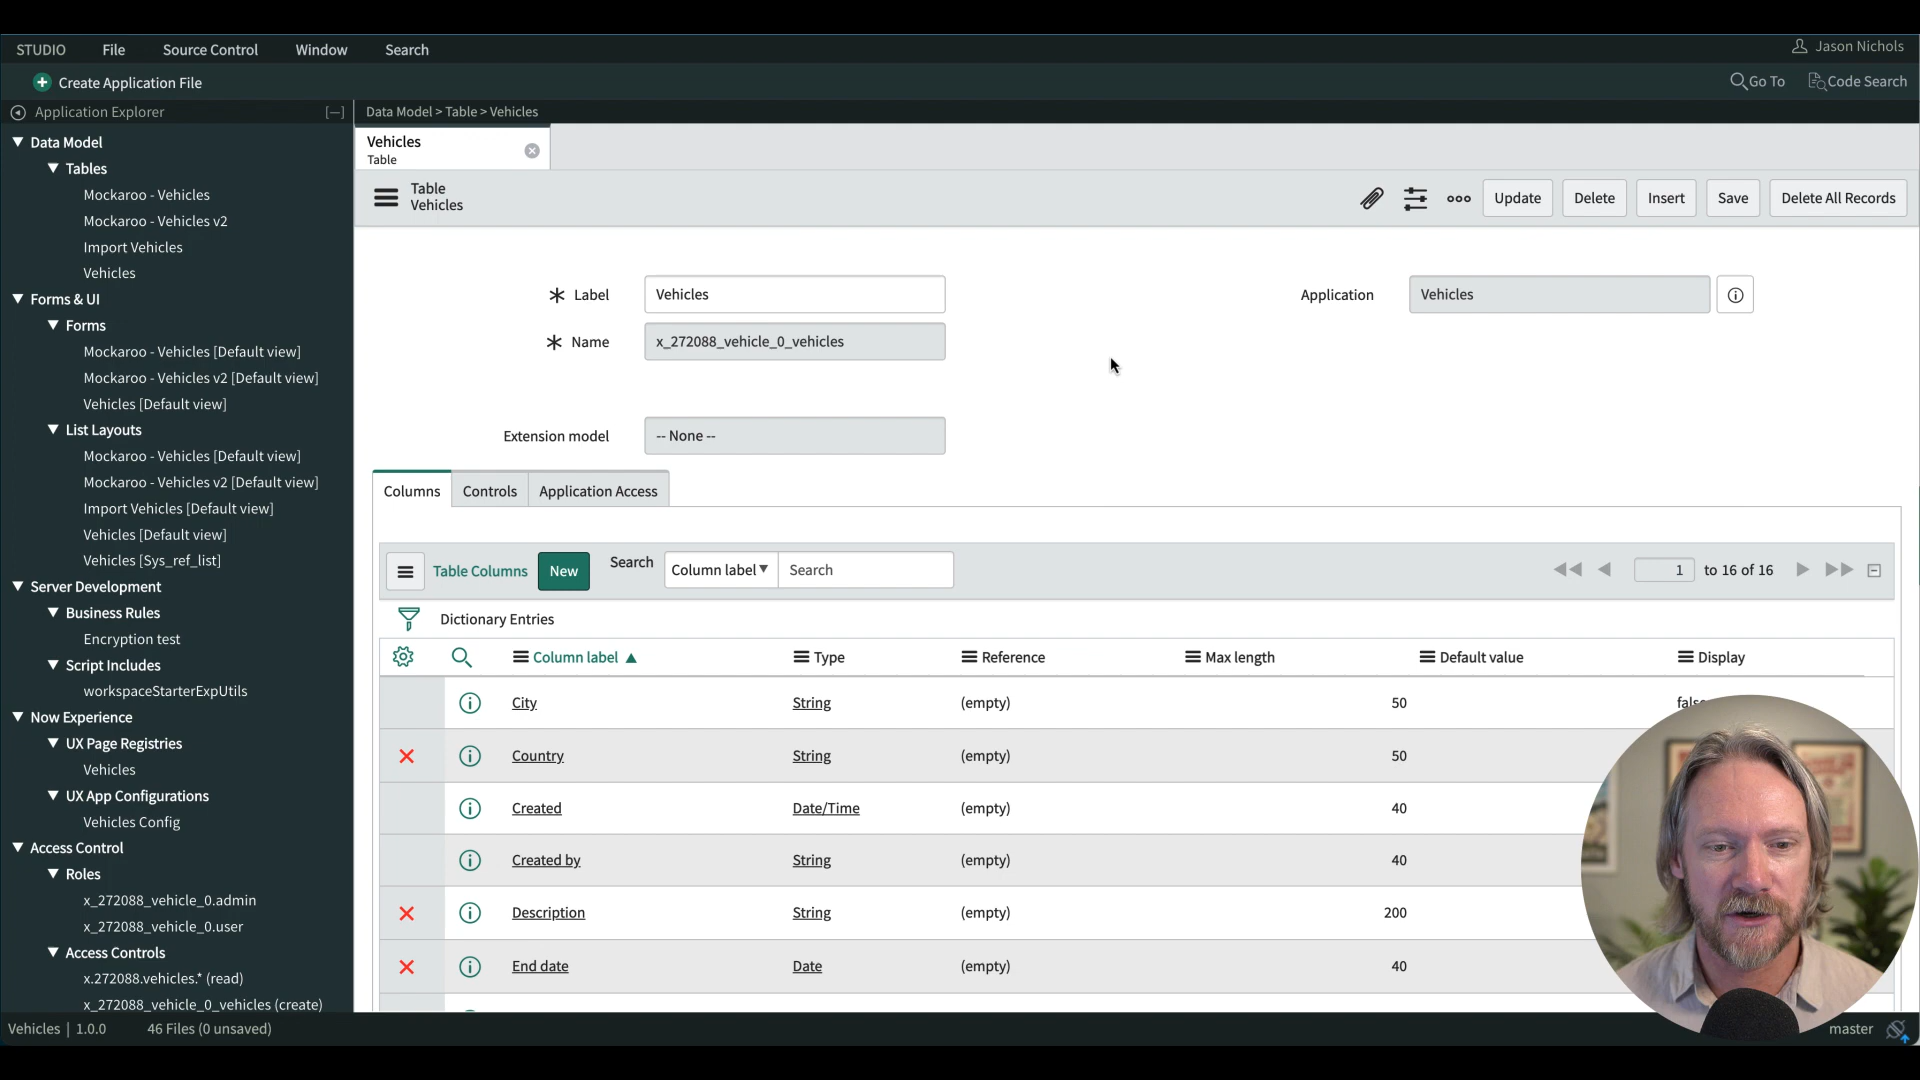 STUDIO File Source Control Window Search
Jason Nichols
Create Application File
Go To Code Search
Application Explorer [—]
Data Model > Table > Vehicles
Data Model
Tables
Mockaroo - Vehicles
Mockaroo - Vehicles v2
Import Vehicles
Vehicles
Forms & UI
Forms
Mockaroo - Vehicles [Default view]
Mockaroo - Vehicles v2 [Default view]
Vehicles [Default view]
List Layouts
Mockaroo - Vehicles [Default view]
Mockaroo - Vehicles v2 [Default view]
Import Vehicles [Default view]
Vehicles [Default view]
Vehicles [Sys_ref_list]
Server Development
Business Rules
Encryption test
Script Includes
workspaceStarterExpUtils
Now Experience
UX Page Registries
Vehicles
UX App Configurations
Vehicles Config
Access Control
Roles
x_272088_vehicle_0.admin
x_272088_vehicle_0.user
Access Controls
x.272088.vehicles.* (read)
x_272088_vehicle_0_vehicles (create)
Vehicles
Table
Table
Vehicles
Update Delete Insert Save Delete All Records
Label Vehicles
Application Vehicles
Name x_272088_vehicle_0_vehicles
Extension model -- None --
Columns Controls Application Access
Table Columns New Search Column label Search 1 to 16 of 16
Dictionary Entries
Column label Type Reference Max length Default value Display
City String (empty) 50
Country String (empty) 50
Created Date/Time (empty) 40
Created by String (empty) 40
Description String (empty) 200
End date Date (empty) 40
Vehicles | 1.0.0 46 Files (0 unsaved)
master